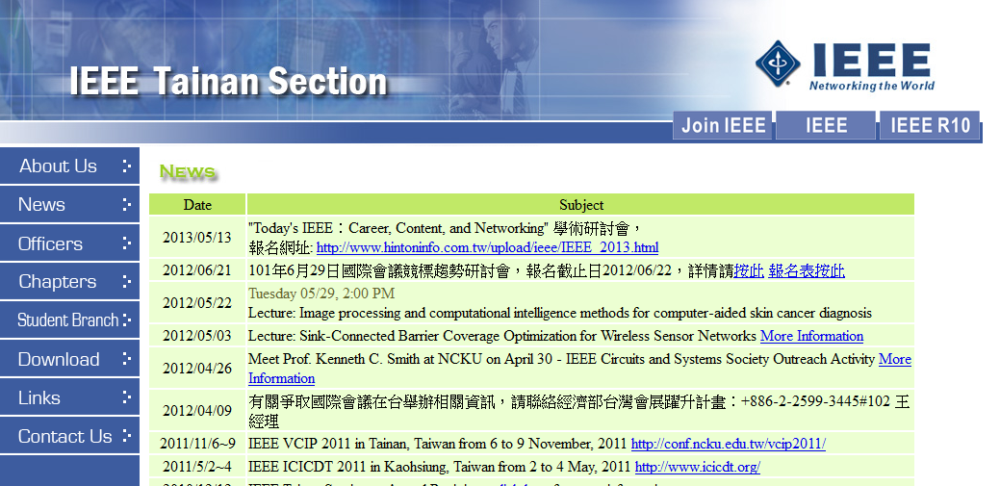 IEEE Tainan Section
IEEE
Networking the World
Join IEEE
IEEE
IEEE R10
About Us
News
Officers
Chapters
Student Branch
Download
Links
Contact Us
News
Date Subject
2013/05/13
"Today's IEEE：Career, Content, and Networking" 學術研討會，
報名網址: http://www.hintoninfo.com.tw/upload/ieee/IEEE_2013.html
2012/06/21 101年6月29日國際會議競標趨勢研討會，報名截止日2012/06/22，詳情請按此 報名表按此
2012/05/22
Tuesday 05/29, 2:00 PM
Lecture: Image processing and computational intelligence methods for computer-aided skin cancer diagnosis
2012/05/03 Lecture: Sink-Connected Barrier Coverage Optimization for Wireless Sensor Networks More Information
2012/04/26
Meet Prof. Kenneth C. Smith at NCKU on April 30 - IEEE Circuits and Systems Society Outreach Activity More
Information
2012/04/09
有關爭取國際會議在台舉辦相關資訊，請聯絡經濟部台灣會展躍升計畫：+886-2-2599-3445#102 王
經理
2011/11/6~9 IEEE VCIP 2011 in Tainan, Taiwan from 6 to 9 November, 2011 http://conf.ncku.edu.tw/vcip2011/
2011/5/2~4 IEEE ICICDT 2011 in Kaohsiung, Taiwan from 2 to 4 May, 2011 http://www.icicdt.org/